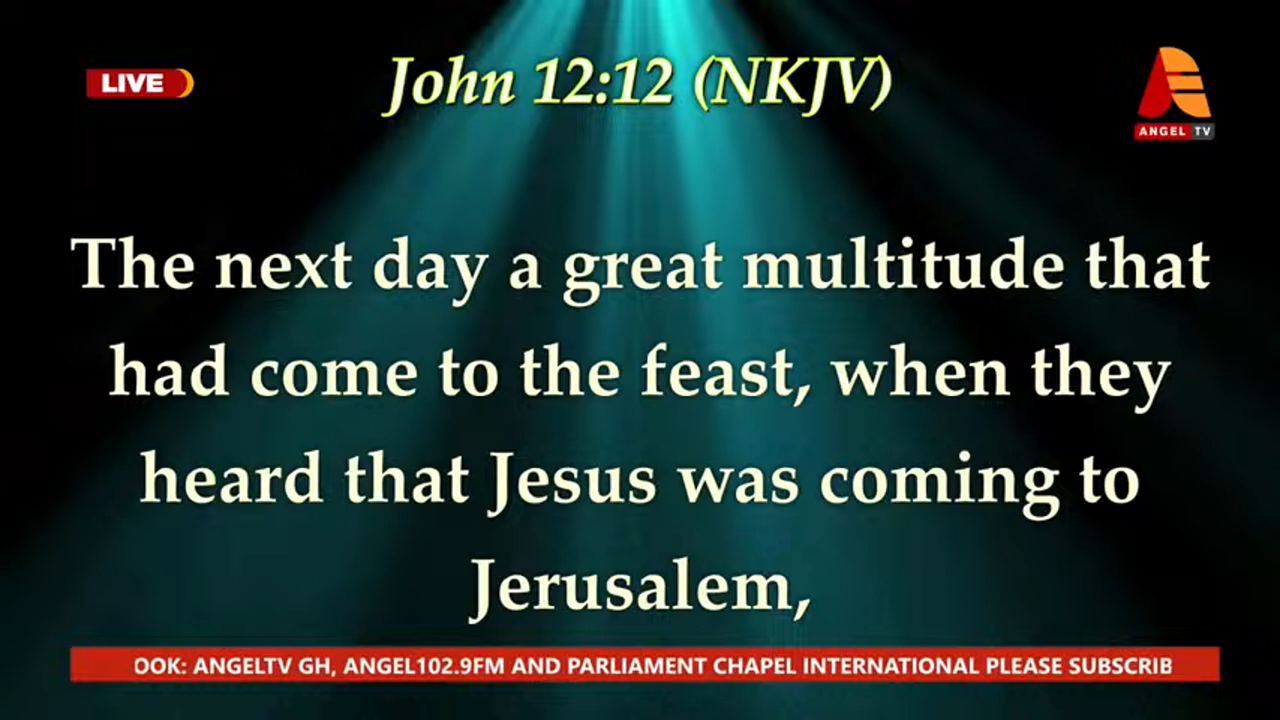 LIVE
John 12:12 (NKJV)
ANGEL TV
The next day a great multitude that
had come to the feast, when they
heard that Jesus was coming to
Jerusalem,
OOK: ANGELTV GH, ANGEL102.9FM AND PARLIAMENT CHAPEL INTERNATIONAL PLEASE SUBSCRIB